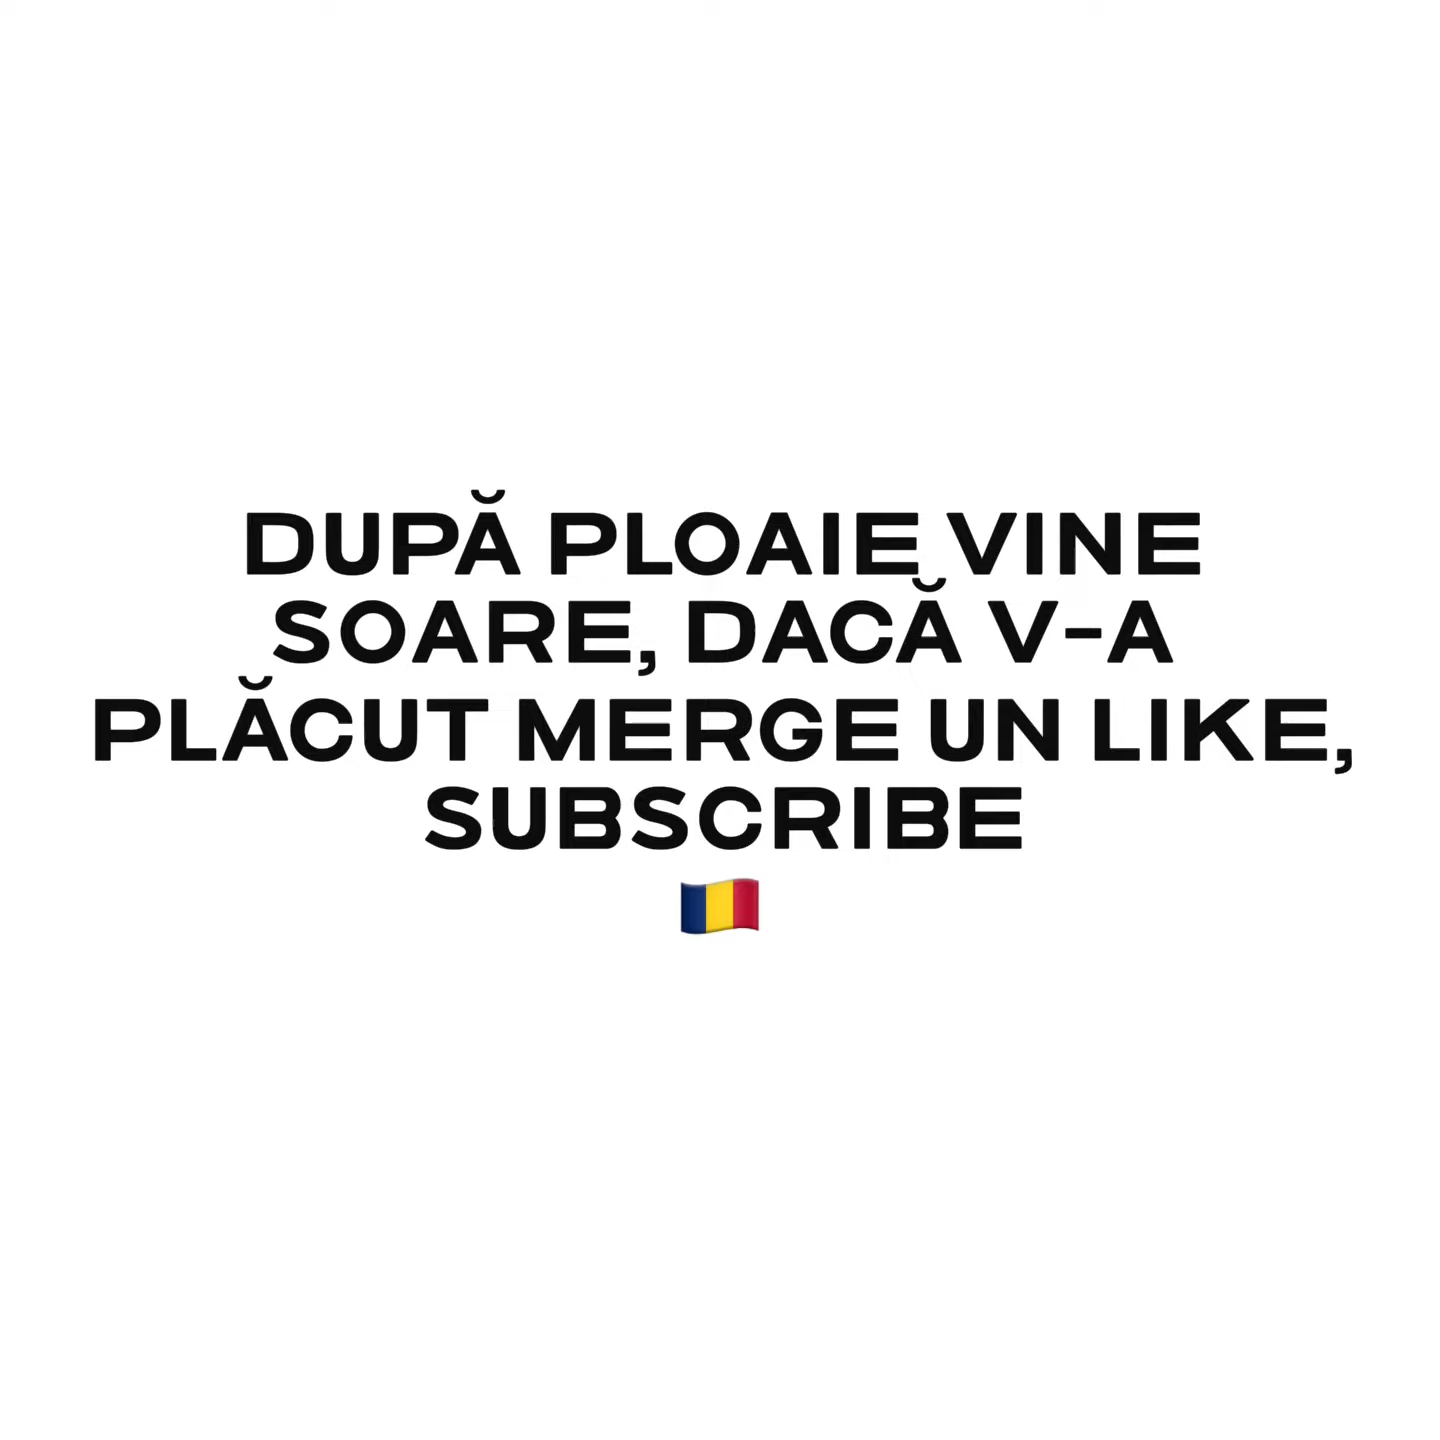 DUPĂ PLOAIE VINE
SOARE, DACĂ V-A
PLĂCUT MERGE UN LIKE,
SUBSCRIBE
🇷🇴